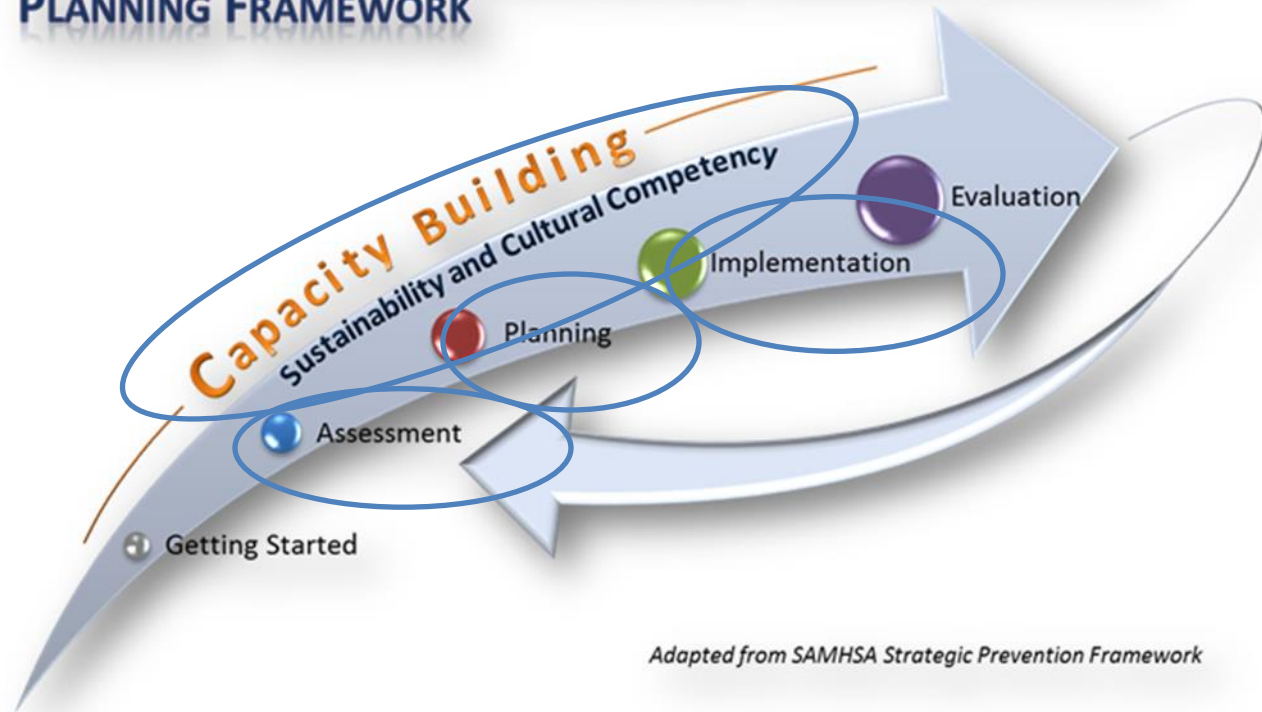 PLANNING FRAMEWORK
Capacity Building
Sustainability and Cultural Competency
Evaluation
Implementation
Planning
Assessment
Getting Started
Adapted from SAMHSA Strategic Prevention Framework